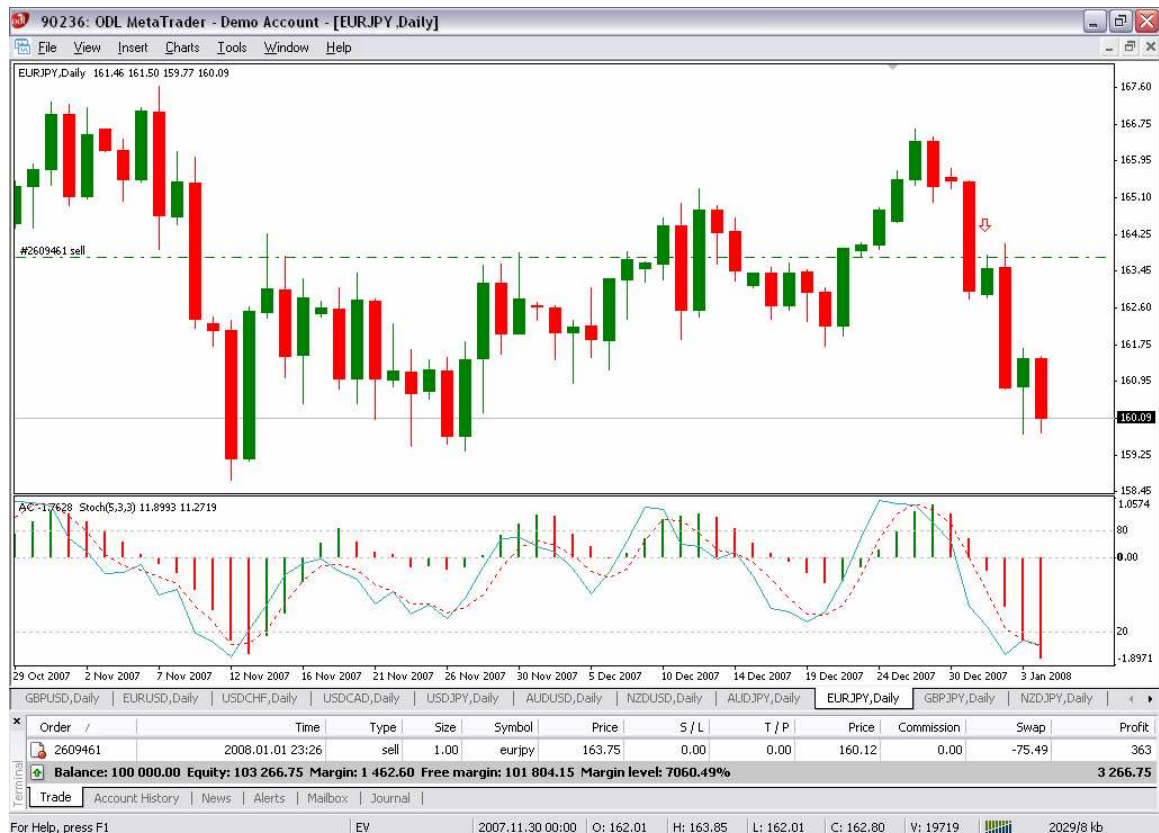 90236: ODL MetaTrader - Demo Account - [EURJPY,Daily]
File View Insert Charts Tools Window Help
EURJPY,Daily 161.46 161.50 159.77 160.09
167.60
166.75
165.95
165.10
164.25
#2609461 sell
163.45
162.60
161.75
160.95
160.09
159.25
158.45
AC -1.7628 Stoch(5,3,3) 11.8993 11.2719
1.0574
80
0.00
20
-1.8971
29 Oct 2007 2 Nov 2007 7 Nov 2007 12 Nov 2007 16 Nov 2007 21 Nov 2007 26 Nov 2007 30 Nov 2007 5 Dec 2007 10 Dec 2007 14 Dec 2007 19 Dec 2007 24 Dec 2007 30 Dec 2007 3 Jan 2008
GBPUSD,Daily | EURUSD,Daily | USDCHF,Daily | USDCAD,Daily | USDJPY,Daily | AUDUSD,Daily | NZDUSD,Daily | AUDJPY,Daily | EURJPY,Daily | GBPJPY,Daily | NZDJPY,Daily
Order / Time Type Size Symbol Price S / L T / P Price Commission Swap Profit
2609461 2008.01.01 23:26 sell 1.00 eurjpy 163.75 0.00 0.00 160.12 0.00 -75.49 363
Balance: 100 000.00 Equity: 103 266.75 Margin: 1 462.60 Free margin: 101 804.15 Margin level: 7060.49% 3 266.75
Terminal
Trade | Account History | News | Alerts | Mailbox | Journal |
For Help, press F1 EV 2007.11.30 00:00 O: 162.01 H: 163.85 L: 162.01 C: 162.80 V: 19719 2029/8 kb